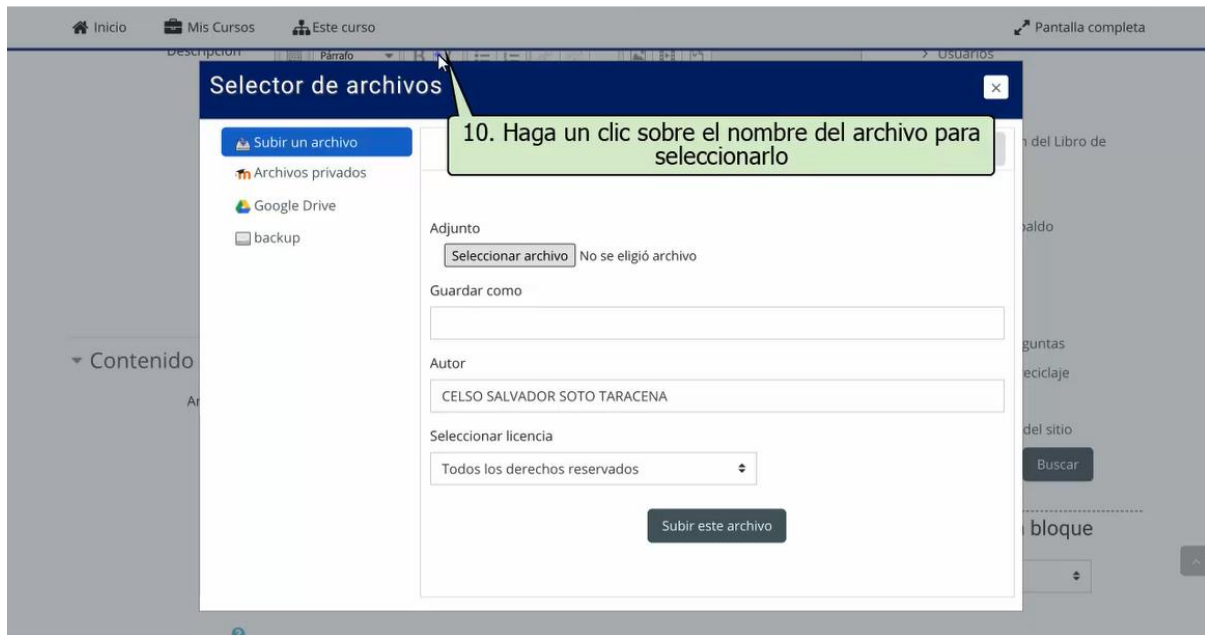 Inicio
Mis Cursos
Este curso
Pantalla completa
Descripción
Párrafo
Usuarios
Selector de archivos
10. Haga un clic sobre el nombre del archivo para
seleccionarlo
Subir un archivo
Archivos privados
Google Drive
backup
Adjunto
Seleccionar archivo No se eligió archivo
Guardar como
Autor
CELSO SALVADOR SOTO TARACENA
Seleccionar licencia
Todos los derechos reservados
Subir este archivo
del Libro de
Contenido
del sitio
Buscar
bloque